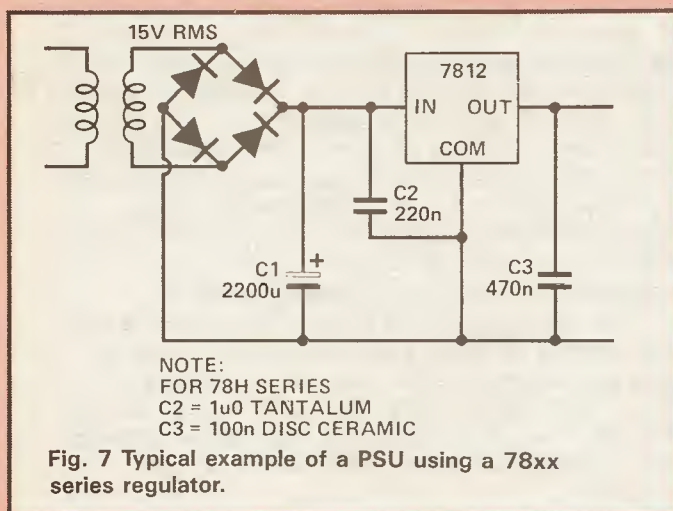 15V RMS
7812
IN OUT
COM
C2
220n
C1
+
2200u
C3
470n
NOTE:
FOR 78H SERIES
C2 = 1u0 TANTALUM
C3 = 100n DISC CERAMIC
Fig. 7 Typical example of a PSU using a 78xx
series regulator.